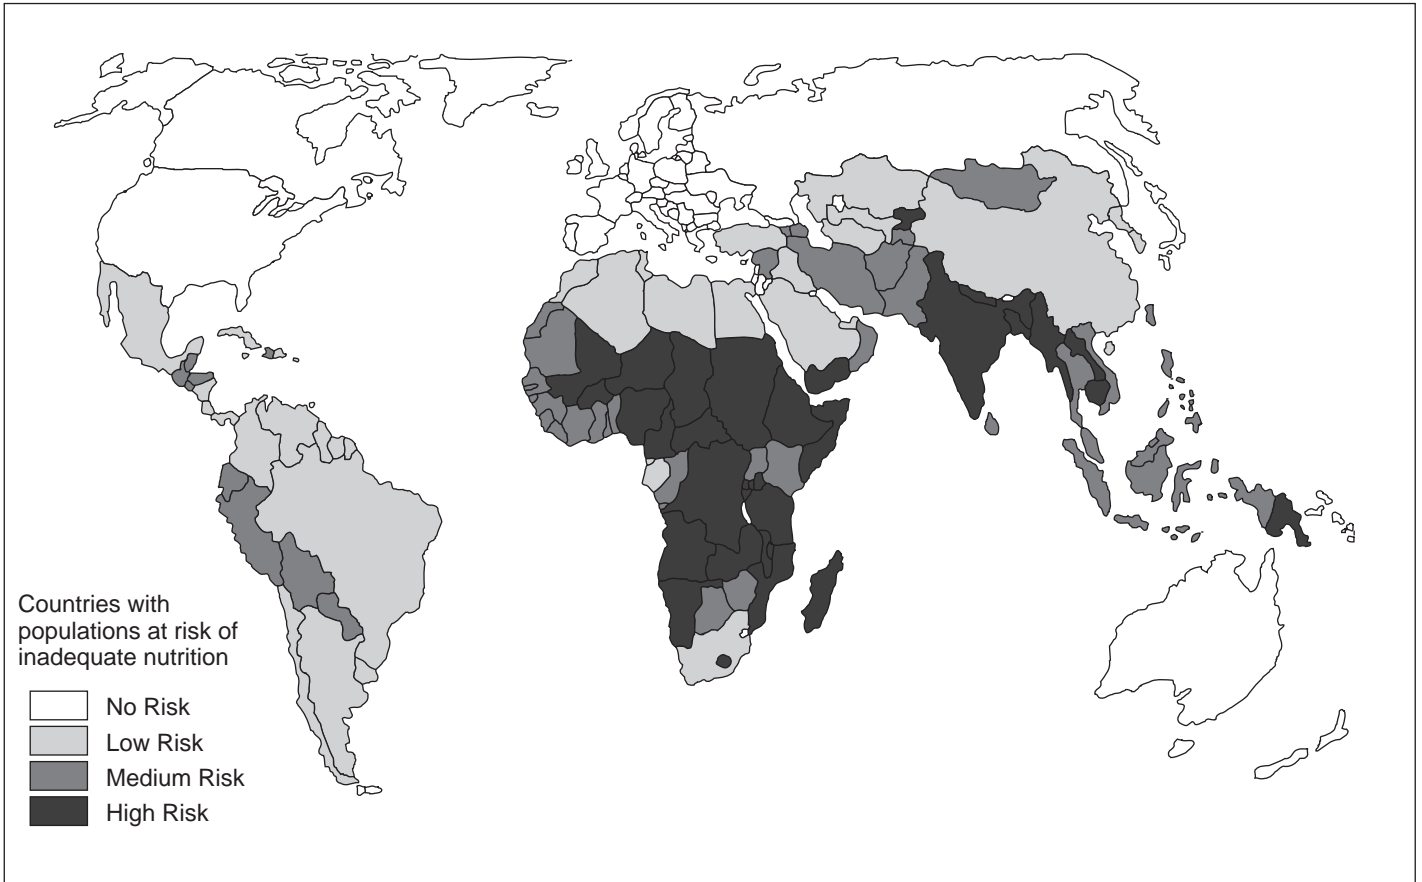 Countries with
populations at risk of
inadequate nutrition
No Risk
Low Risk
Medium Risk
High Risk